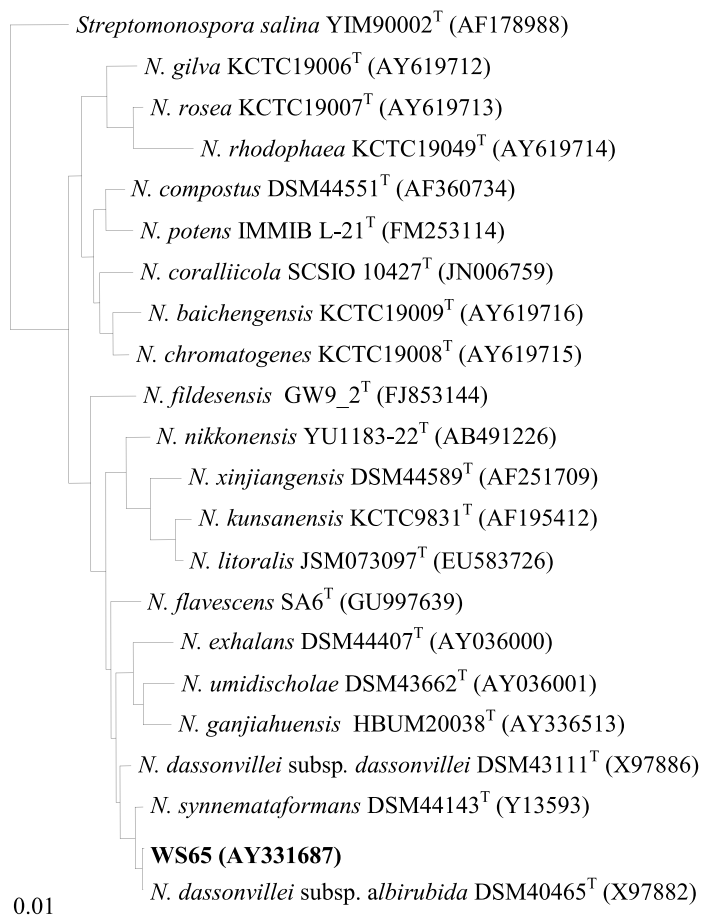 Streptomonospora salina YIM90002ᵀ (AF178988)
N. gilva KCTC19006ᵀ (AY619712)
N. rosea KCTC19007ᵀ (AY619713)
N. rhodophaea KCTC19049ᵀ (AY619714)
N. compostus DSM44551ᵀ (AF360734)
N. potens IMMIB L-21ᵀ (FM253114)
N. coralliicola SCSIO 10427ᵀ (JN006759)
N. baichengensis KCTC19009ᵀ (AY619716)
N. chromatogenes KCTC19008ᵀ (AY619715)
N. fildesensis GW9_2ᵀ (FJ853144)
N. nikkonensis YU1183-22ᵀ (AB491226)
N. xinjiangensis DSM44589ᵀ (AF251709)
N. kunsanensis KCTC9831ᵀ (AF195412)
N. litoralis JSM073097ᵀ (EU583726)
N. flavescens SA6ᵀ (GU997639)
N. exhalans DSM44407ᵀ (AY036000)
N. umidischolae DSM43662ᵀ (AY036001)
N. ganjiahuensis HBUM20038ᵀ (AY336513)
N. dassonvillei subsp. dassonvillei DSM43111ᵀ (X97886)
N. synnemataformans DSM44143ᵀ (Y13593)
WS65 (AY331687)
N. dassonvillei subsp. albirubida DSM40465ᵀ (X97882)
0.01